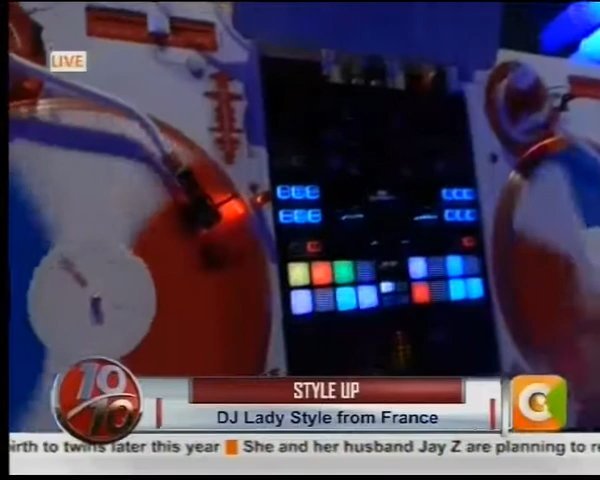 LIVE
10
10
STYLE UP
C
DJ Lady Style from France
irth to twins later this year She and her husband Jay Z are planning to re